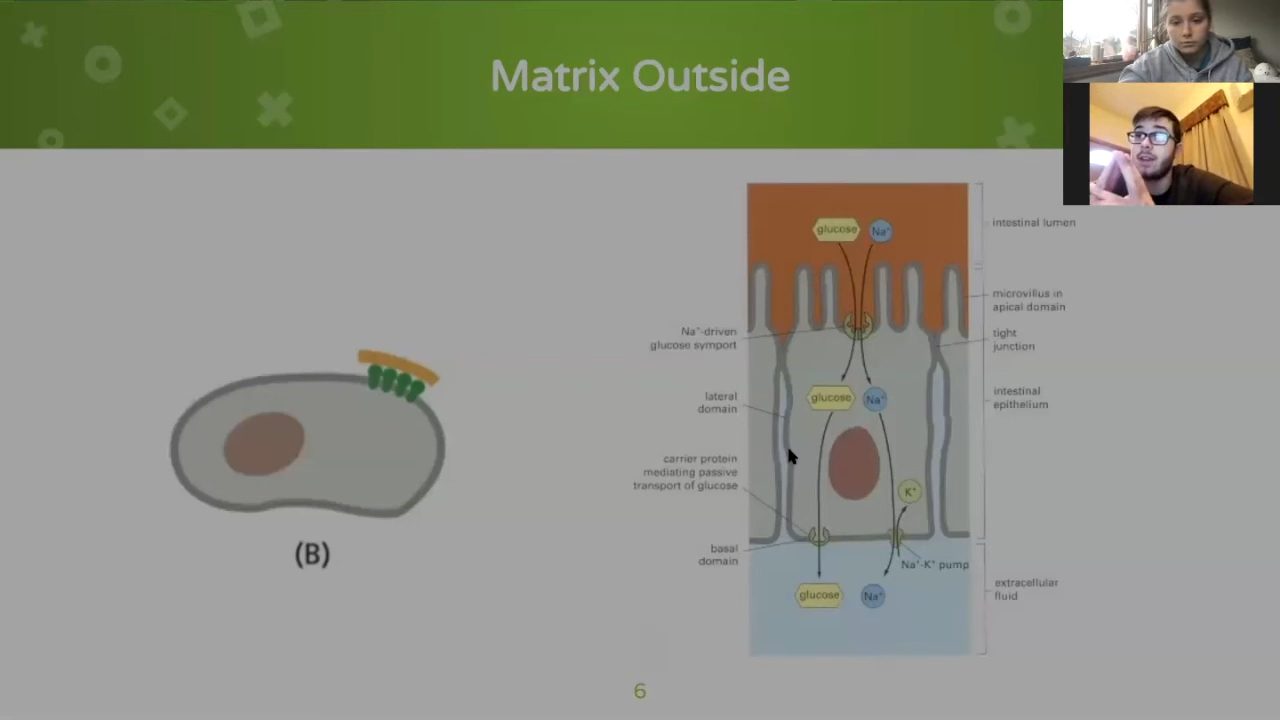 Matrix Outside
glucose
Na⁺
intestinal lumen
microvillus in
apical domain
Na⁺-driven
glucose symport
tight
junction
lateral
domain
glucose
Na⁺
intestinal
epithelium
carrier protein
mediating passive
transport of glucose
K⁺
basal
domain
Na⁺-K⁺ pump
glucose
Na⁺
extracellular
fluid
(B)
6